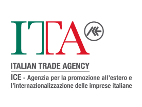 ITA
ITALIAN TRADE AGENCY
ICE - Agenzia per la promozione all'estero e
l'internazionalizzazione delle imprese italiane